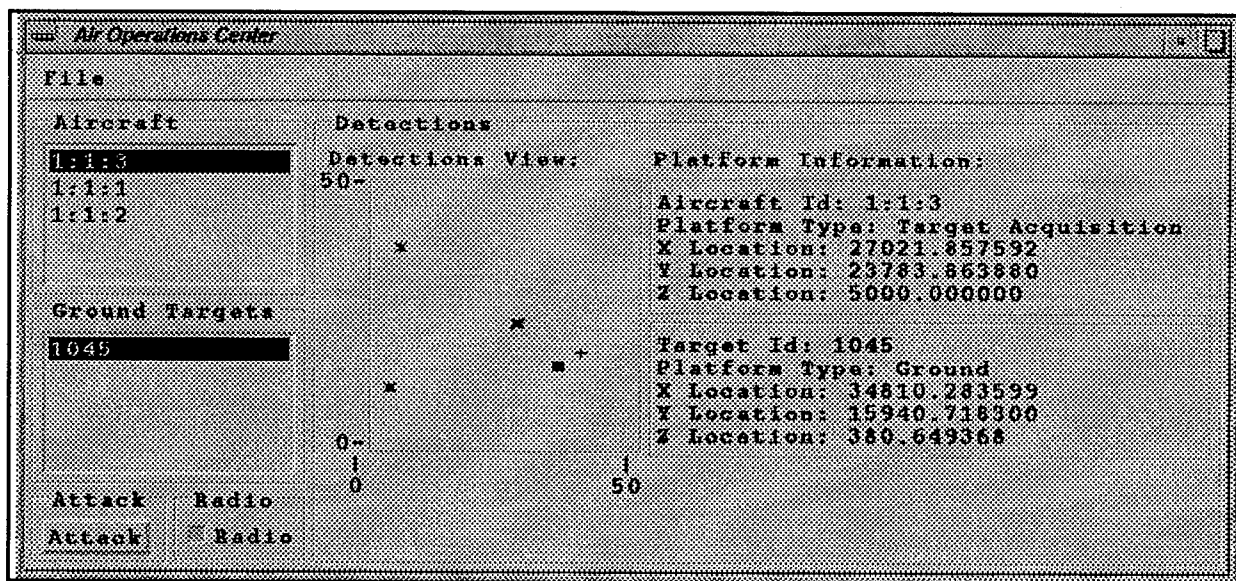 Air Operations Center
File
Aircraft
1:1:3
1:1:1
1:1:2
Ground Targets
1045
Attack
Attack
Radio
Radio
Detections
Detections View:
50-
0-
0
50
Platform Information:
Aircraft Id: 1:1:3
Platform Type: Target Acquisition
X Location: 27021.857592
Y Location: 23783.863880
Z Location: 5000.000000
Target Id: 1045
Platform Type: Ground
X Location: 34810.283599
Y Location: 15940.718300
Z Location: 380.649368